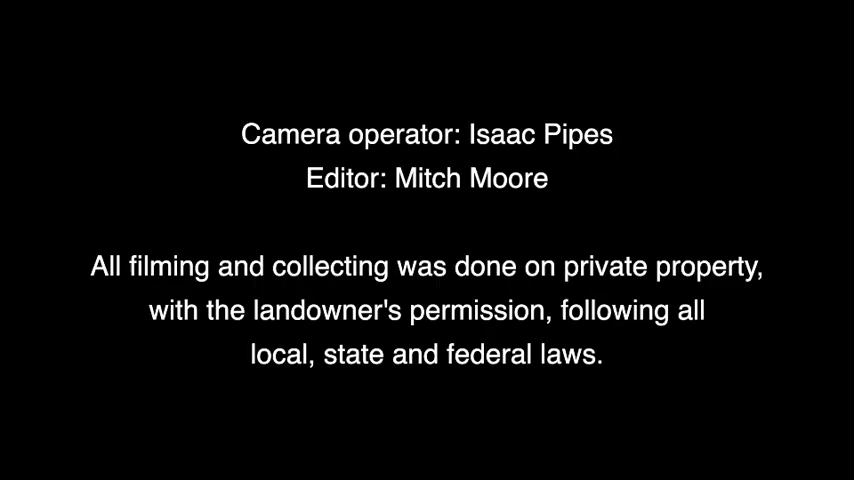 Camera operator: Isaac Pipes
Editor: Mitch Moore
All filming and collecting was done on private property,
with the landowner's permission, following all
local, state and federal laws.